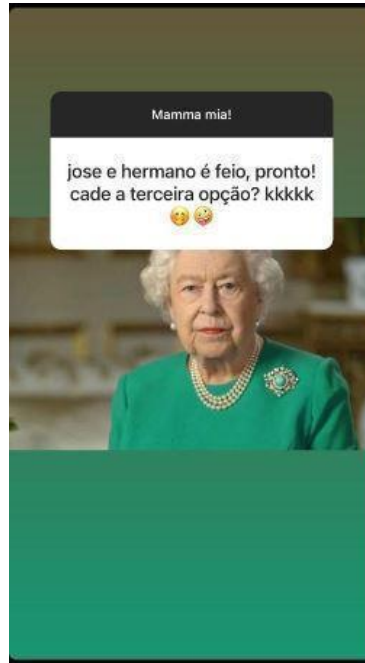 Mamma mia!
jose e hermano é feio, pronto!
cade a terceira opção? kkkkk
🤭🤪